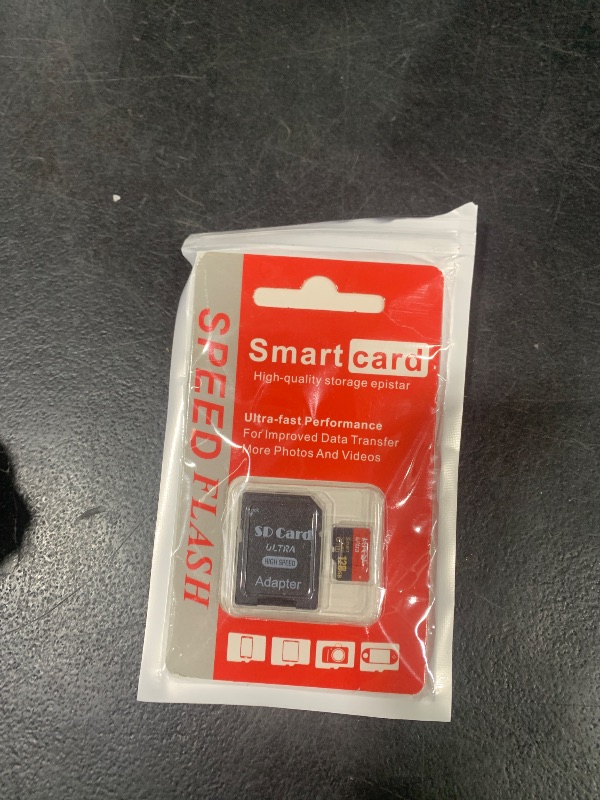 Smart card
High-quality storage epistar
Ultra-fast Performance
For Improved Data Transfer
More Photos And Videos
SPEED FLASH
SD Card
ULTRA
HIGH SPEED
Adapter
128